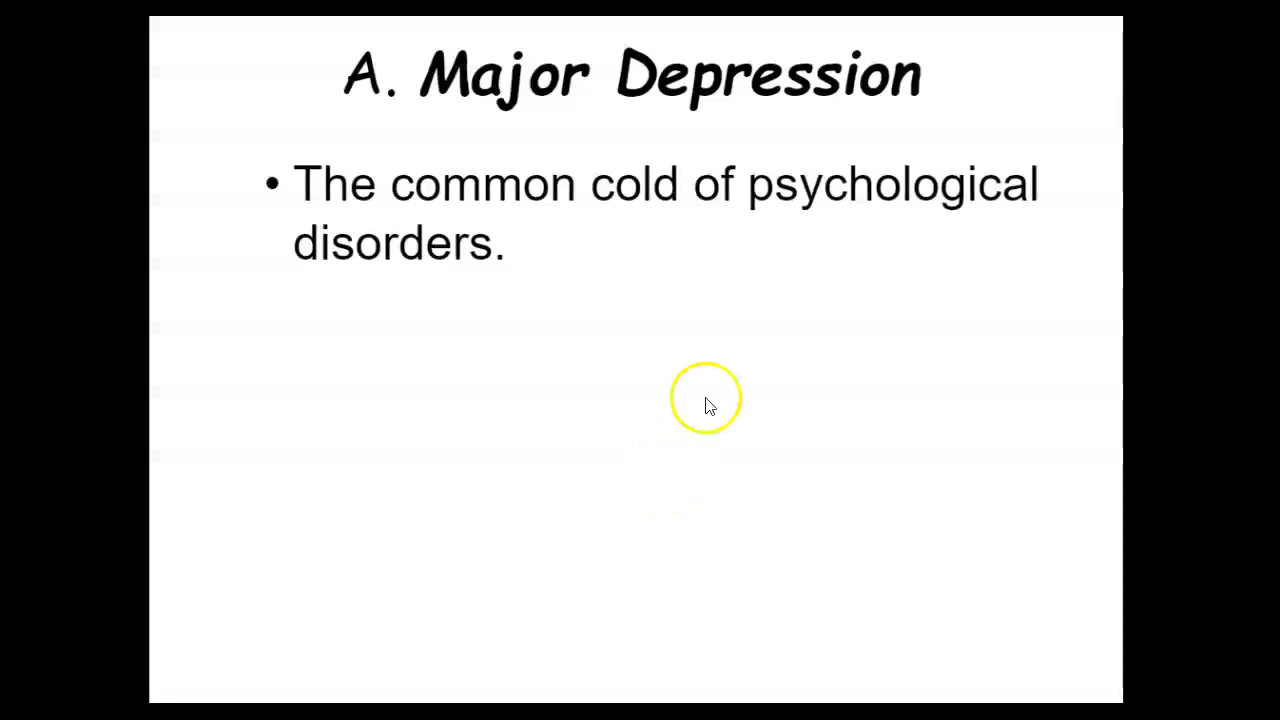 A. Major Depression
• The common cold of psychological
disorders.